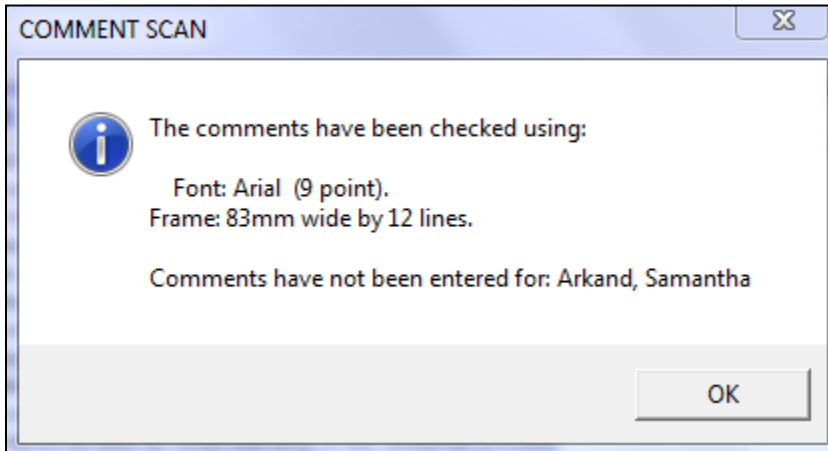 COMMENT SCAN
The comments have been checked using:
Font: Arial (9 point).
Frame: 83mm wide by 12 lines.
Comments have not been entered for: Arkand, Samantha
OK